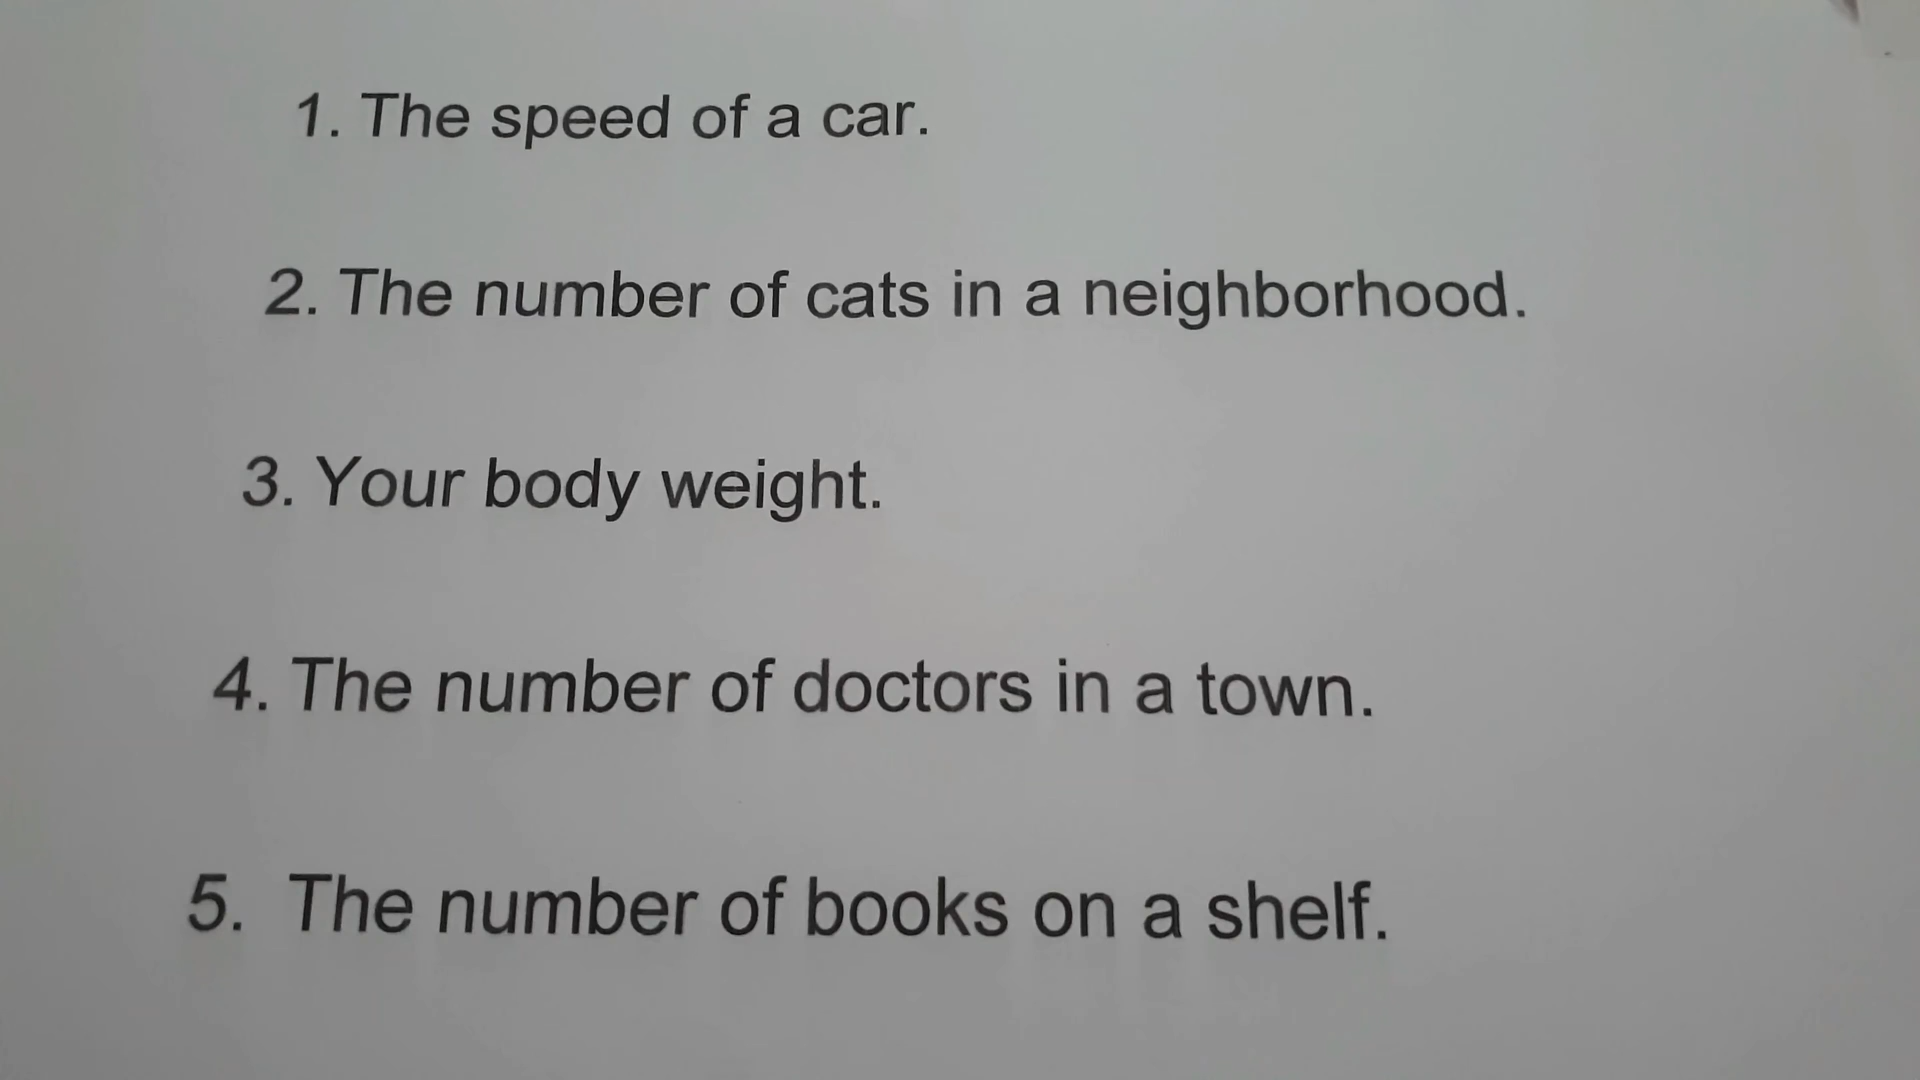 1. The speed of a car.
2. The number of cats in a neighborhood.
3. Your body weight.
4. The number of doctors in a town.
5. The number of books on a shelf.